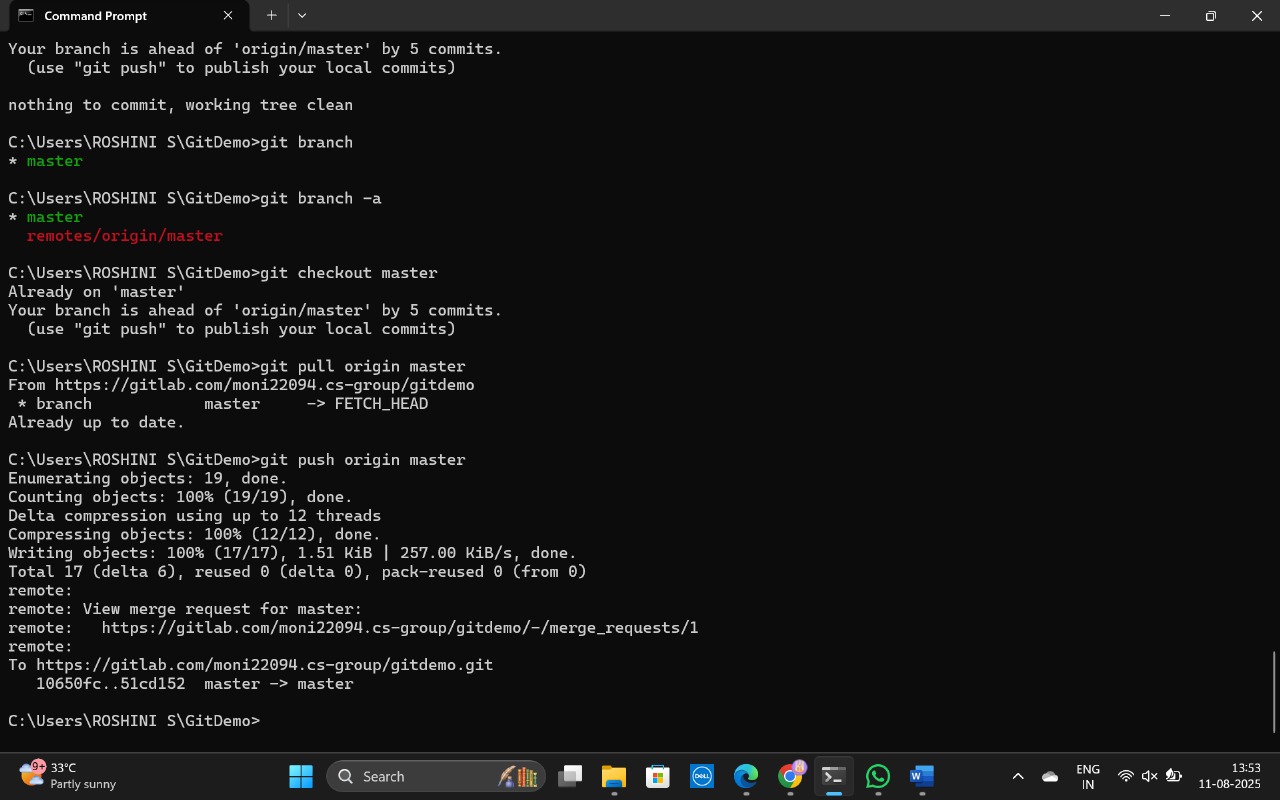 Command Prompt
Your branch is ahead of 'origin/master' by 5 commits.
  (use "git push" to publish your local commits)
nothing to commit, working tree clean
C:\Users\ROSHINI S\GitDemo>git branch
* master
C:\Users\ROSHINI S\GitDemo>git branch -a
* master
  remotes/origin/master
C:\Users\ROSHINI S\GitDemo>git checkout master
Already on 'master'
Your branch is ahead of 'origin/master' by 5 commits.
  (use "git push" to publish your local commits)
C:\Users\ROSHINI S\GitDemo>git pull origin master
From https://gitlab.com/moni22094.cs-group/gitdemo
 * branch            master     -> FETCH_HEAD
Already up to date.
C:\Users\ROSHINI S\GitDemo>git push origin master
Enumerating objects: 19, done.
Counting objects: 100% (19/19), done.
Delta compression using up to 12 threads
Compressing objects: 100% (12/12), done.
Writing objects: 100% (17/17), 1.51 KiB | 257.00 KiB/s, done.
Total 17 (delta 6), reused 0 (delta 0), pack-reused 0 (from 0)
remote:
remote: View merge request for master:
remote:   https://gitlab.com/moni22094.cs-group/gitdemo/-/merge_requests/1
remote:
To https://gitlab.com/moni22094.cs-group/gitdemo.git
   10650fc..51cd152  master -> master
C:\Users\ROSHINI S\GitDemo>
9+
33°C
Partly sunny
Search
DELL
W
ENG
IN
13:53
11-08-2025